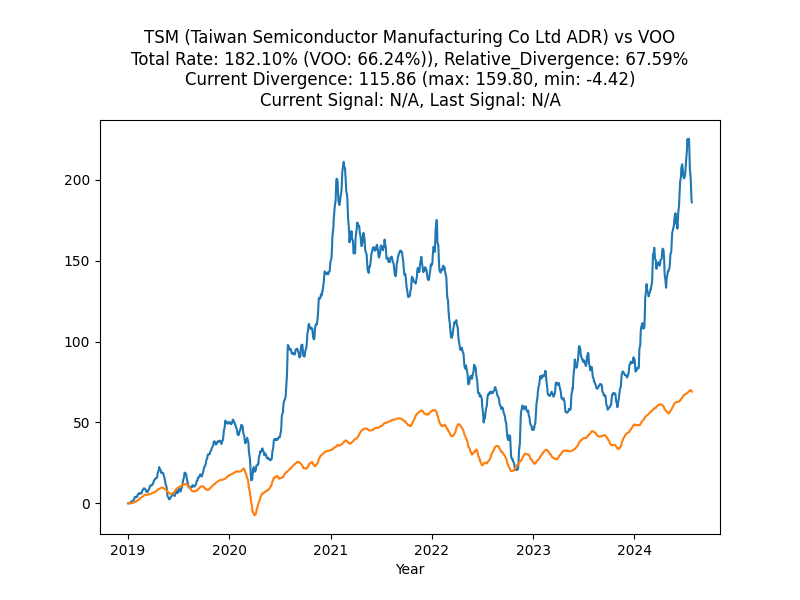 TSM (Taiwan Semiconductor Manufacturing Co Ltd ADR) vs VOO
Total Rate: 182.10% (VOO: 66.24%)), Relative_Divergence: 67.59%
Current Divergence: 115.86 (max: 159.80, min: -4.42)
Current Signal: N/A, Last Signal: N/A
200
150
100
50
0
2019 2020 2021 2022 2023 2024
Year